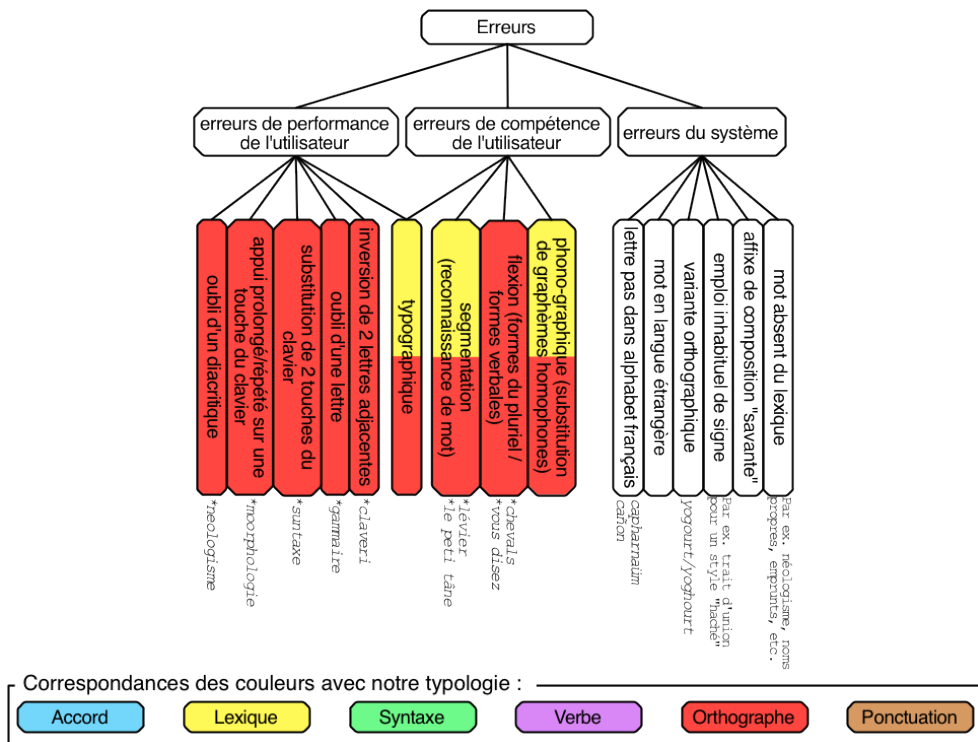 Erreurs
erreurs de performance
de l'utilisateur
erreurs de compétence
de l'utilisateur
erreurs du système
oubli d'un diacritique
appui prolongé/répété sur une
touche du clavier
substitution de 2 touches du
clavier
oubli d'une lettre
inversion de 2 lettres adjacentes
typographique
segmentation
(reconnaissance de mot)
flexion (formes du pluriel /
formes verbales)
phono-graphique (substitution
de graphèmes homophones)
lettre pas dans alphabet français
mot en langue étrangère
variante orthographique
emploi inhabituel de signe
affixe de composition "savante"
mot absent du lexique
*neologisme
*moorphologie
*suntaxe
*gammaire
*claveri
*lévier
*le peti tâne
*chevals
*vous disez
capharnaüm
cañon
yogourt/yoghourt
Par ex. trait d'union
pour un style "haché"
Par ex. néologisme, noms
propres, emprunts, etc.
Correspondances des couleurs avec notre typologie :
Accord
Lexique
Syntaxe
Verbe
Orthographe
Ponctuation